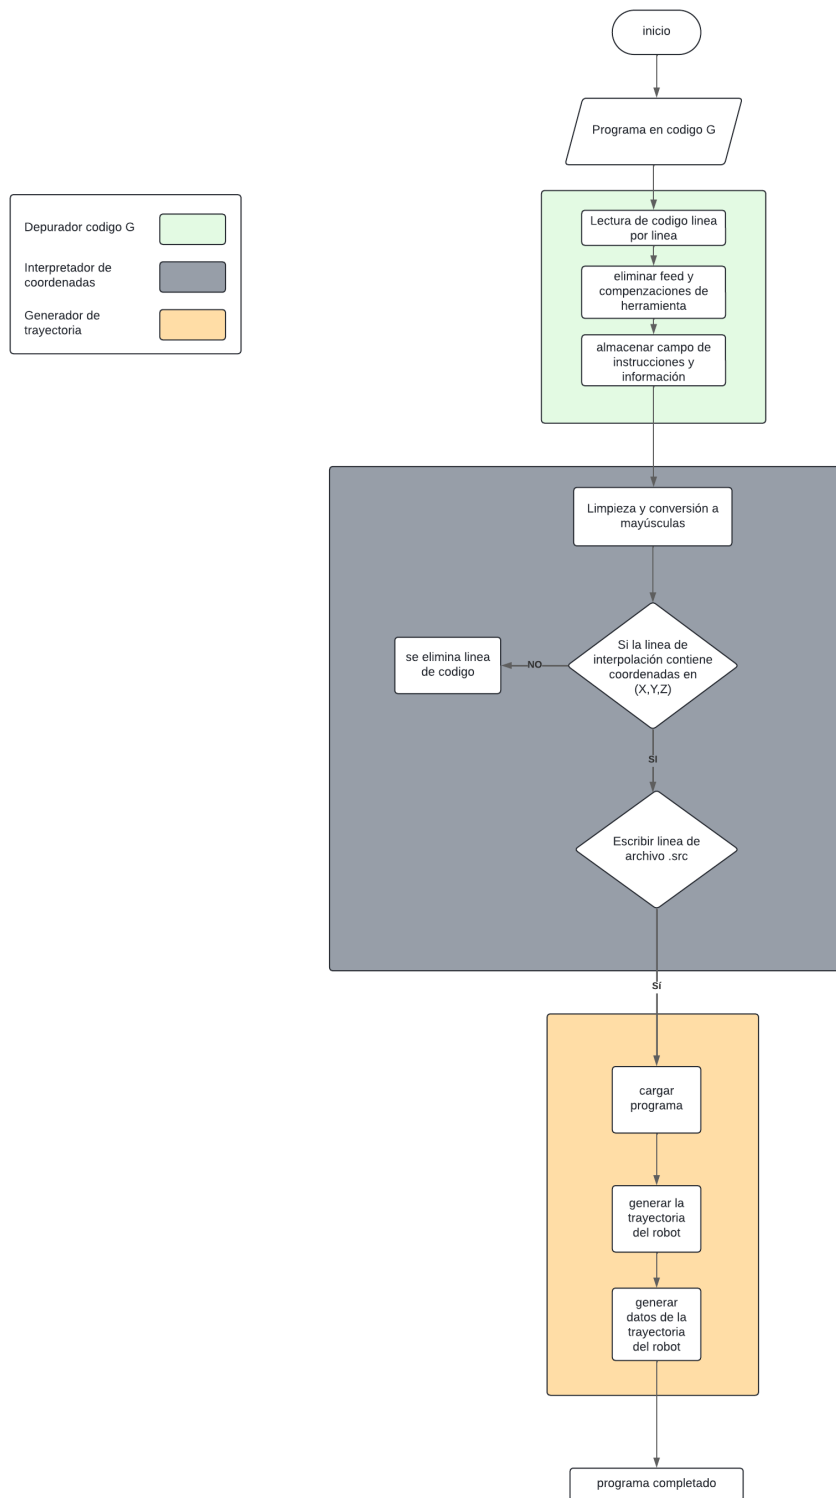 inicio
Programa en codigo G
Depurador codigo G
Interpretador de
coordenadas
Generador de
trayectoria
Lectura de codigo linea
por linea
eliminar feed y
compenzaciones de
herramienta
almacenar campo de
instrucciones y
información
Limpieza y conversión a
mayúsculas
Si la linea de
interpolación contiene
coordenadas en
(X,Y,Z)
NO
se elimina linea
de codigo
SI
Escribir linea de
archivo .src
Sí
cargar
programa
generar la
trayectoria
del robot
generar
datos de la
trayectoria
del robot
programa completado